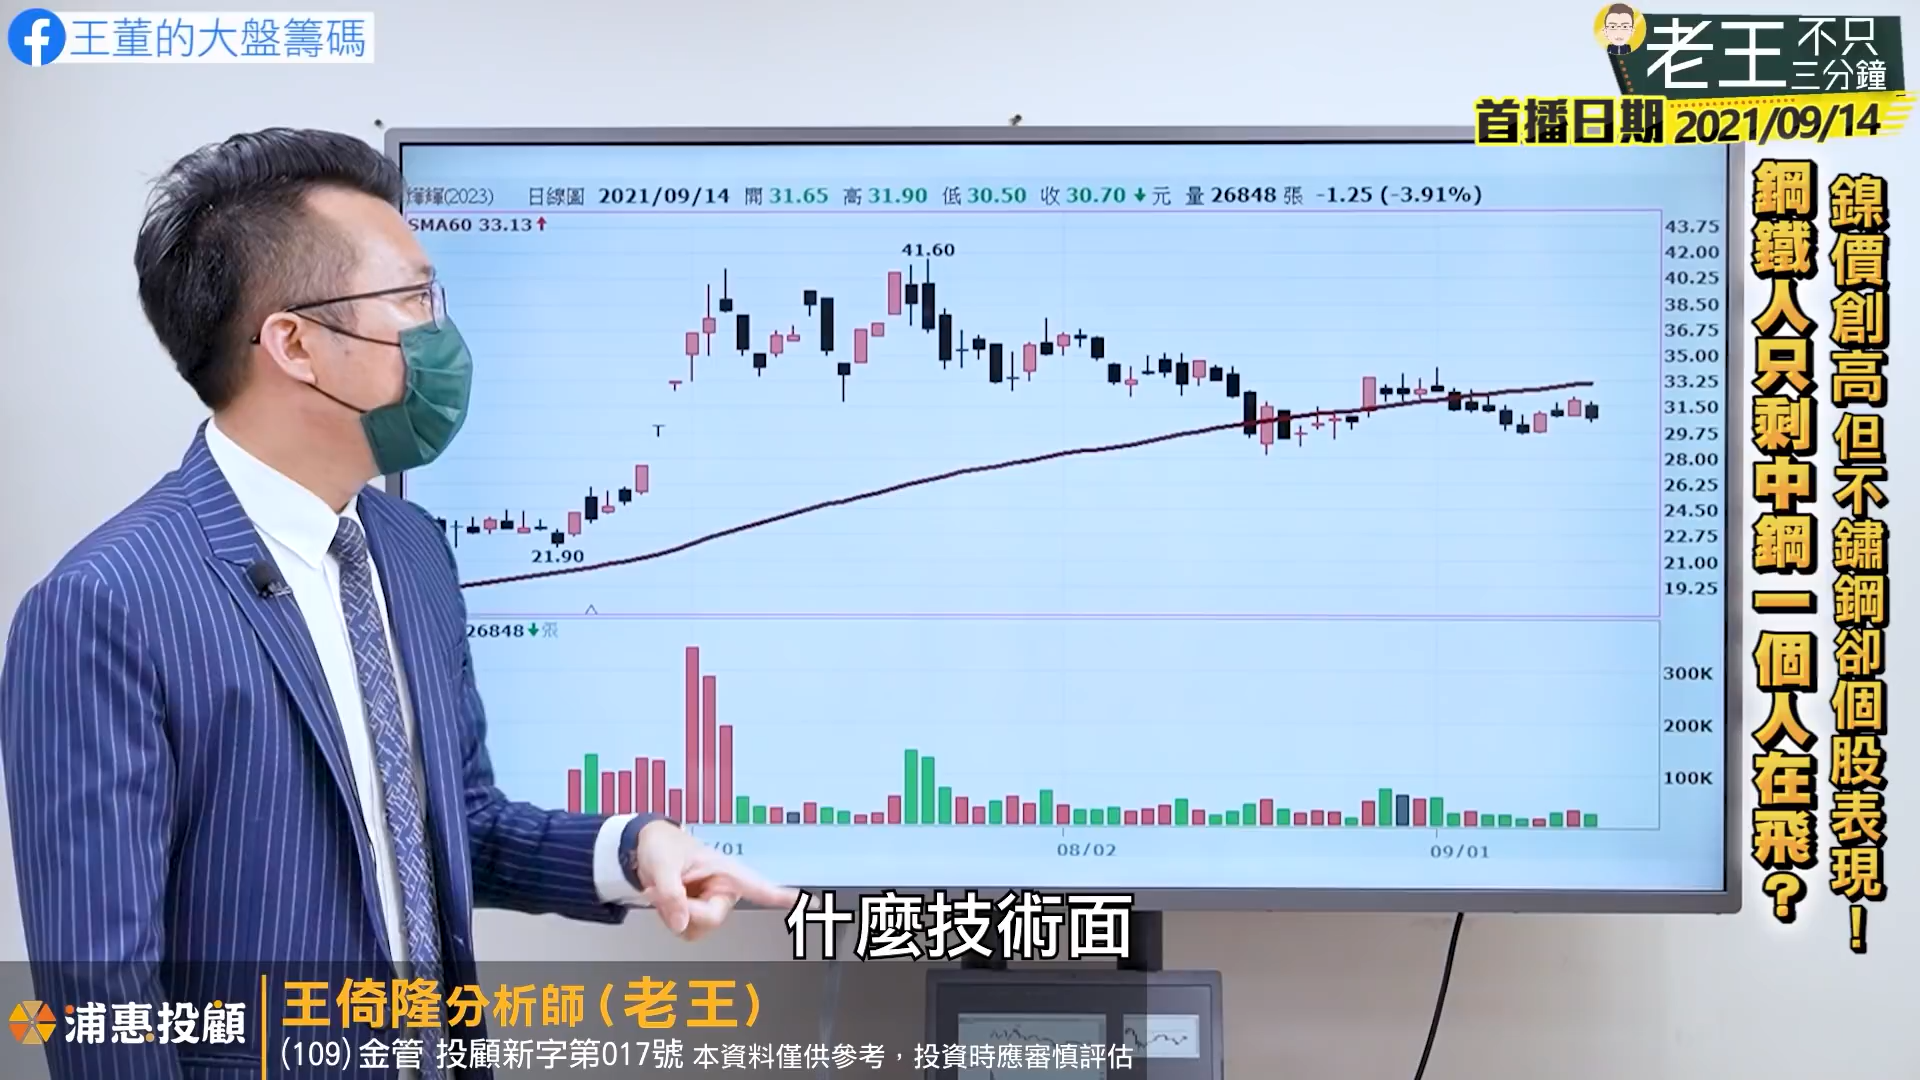 王董的大盤籌碼
老王 不只三分鐘
首播日期 2021/09/14
鎳價創高 但不鏽鋼卻個股表現！
鋼鐵人只剩中鋼一個人在飛？
燁輝(2023) 日線圖 2021/09/14 開 31.65 高 31.90 低 30.50 收 30.70↓元 量 26848 張 -1.25 (-3.91%)
SMA60 33.13↑
41.60
21.90
43.75
42.00
40.25
38.50
36.75
35.00
33.25
31.50
29.75
28.00
26.25
24.50
22.75
21.00
19.25
26848↓張
300K
200K
100K
/01 08/02 09/01
什麼技術面
浦惠投顧
王倚隆分析師(老王)
(109)金管 投顧新字第017號 本資料僅供參考，投資時應審慎評估